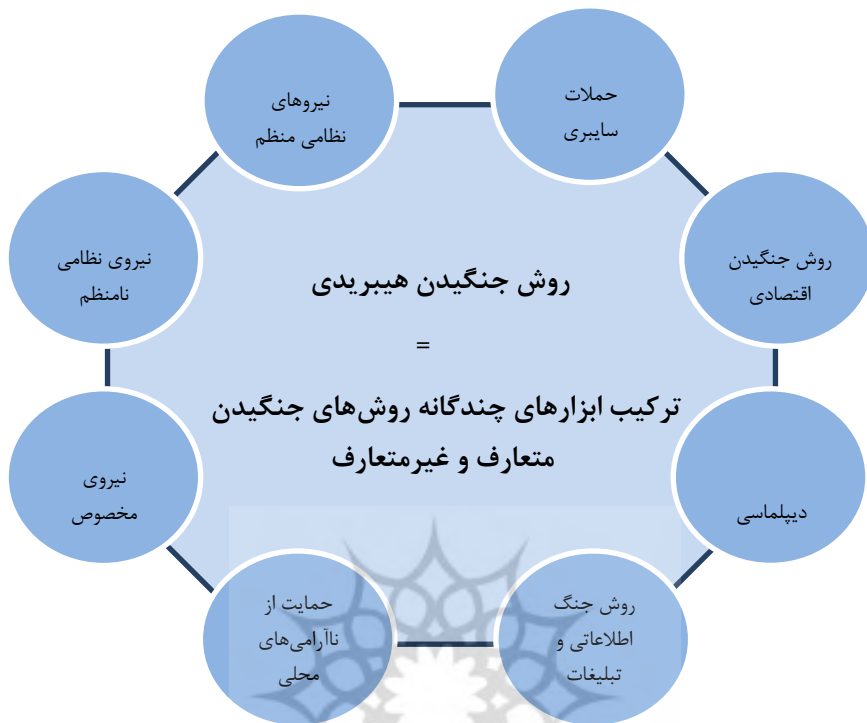 حملات
سایبری
نیروهای
نظامی منظم
روش جنگیدن
اقتصادی
نیروی نظامی
نامنظم
روش جنگیدن هیبریدی
=
ترکیب ابزارهای چندگانه روش‌های جنگیدن
متعارف و غیرمتعارف
دیپلماسی
نیروی
مخصوص
روش جنگ
اطلاعاتی و
تبلیغات
حمایت از
ناآرامی‌های
محلی